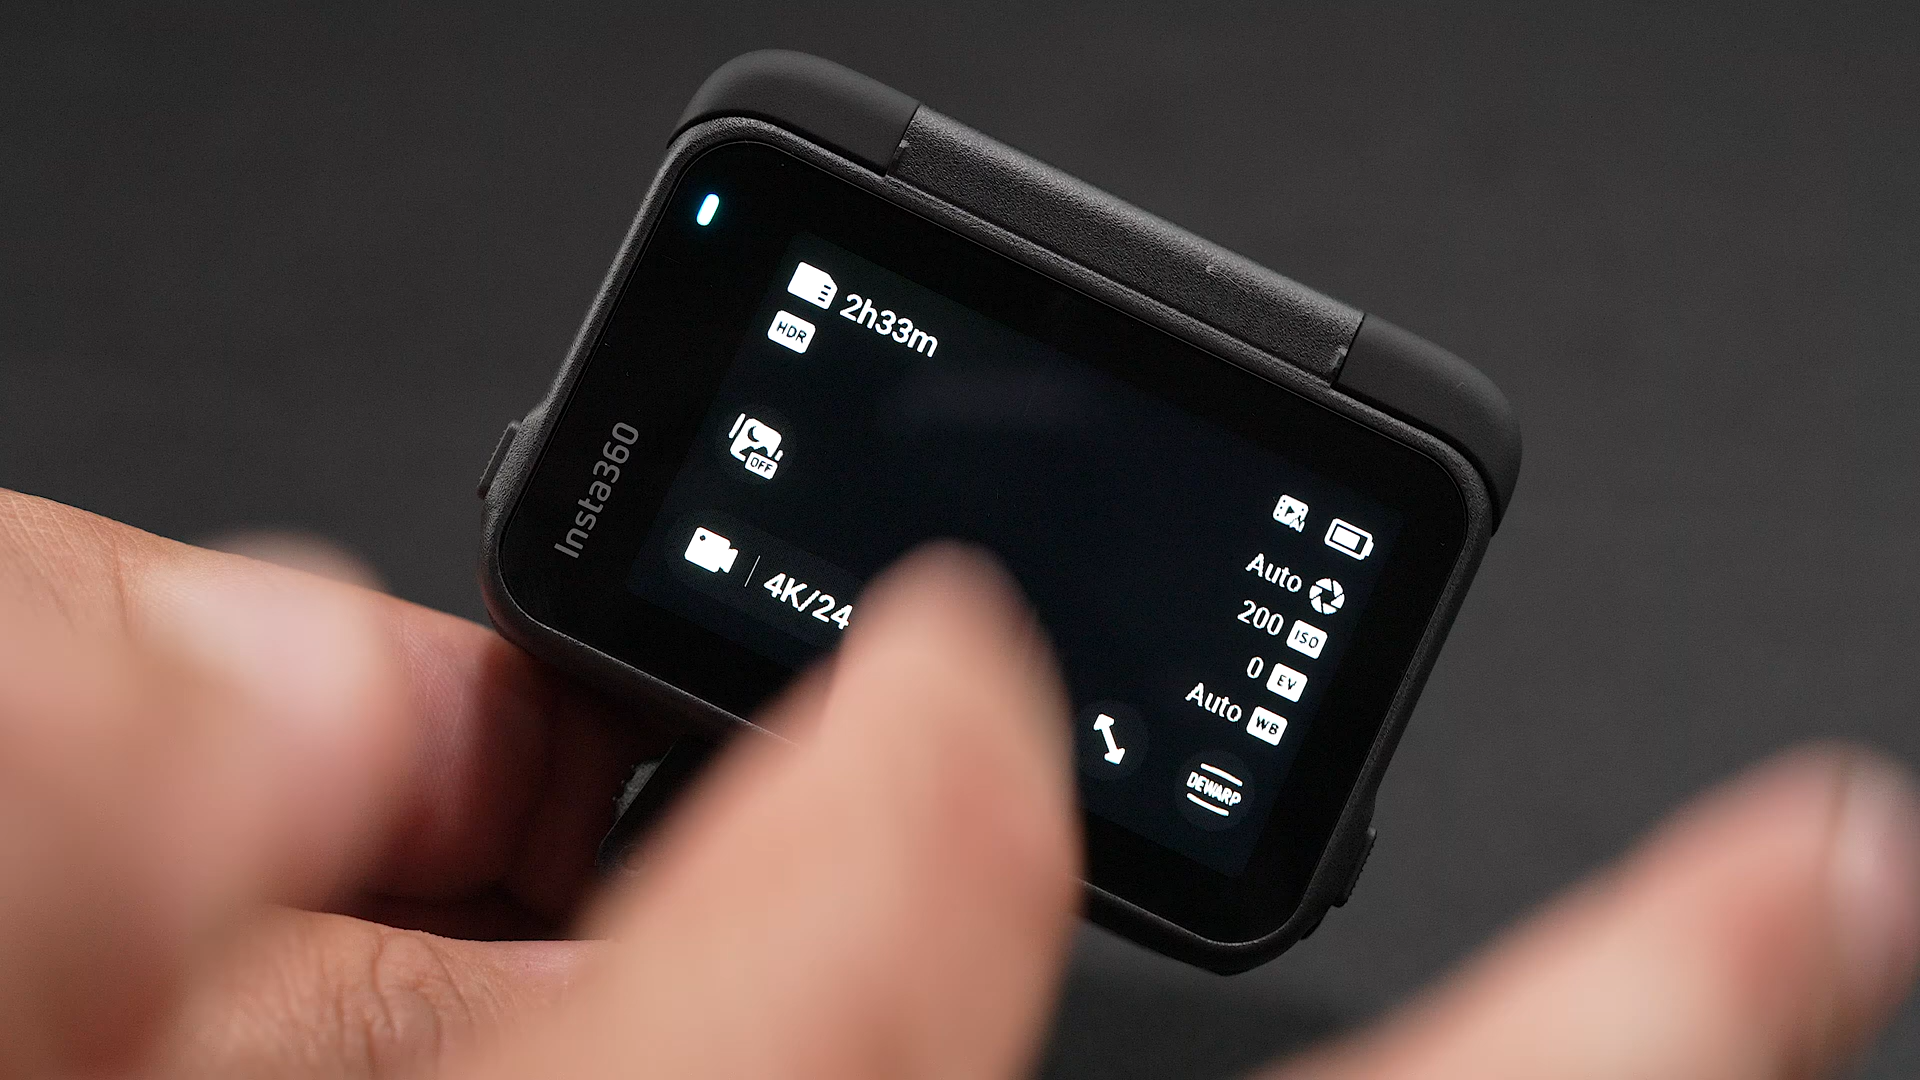 Insta360
2h33m
HDR
OFF
4K/24
Auto
200 ISO
0 EV
Auto WB
DEWARP